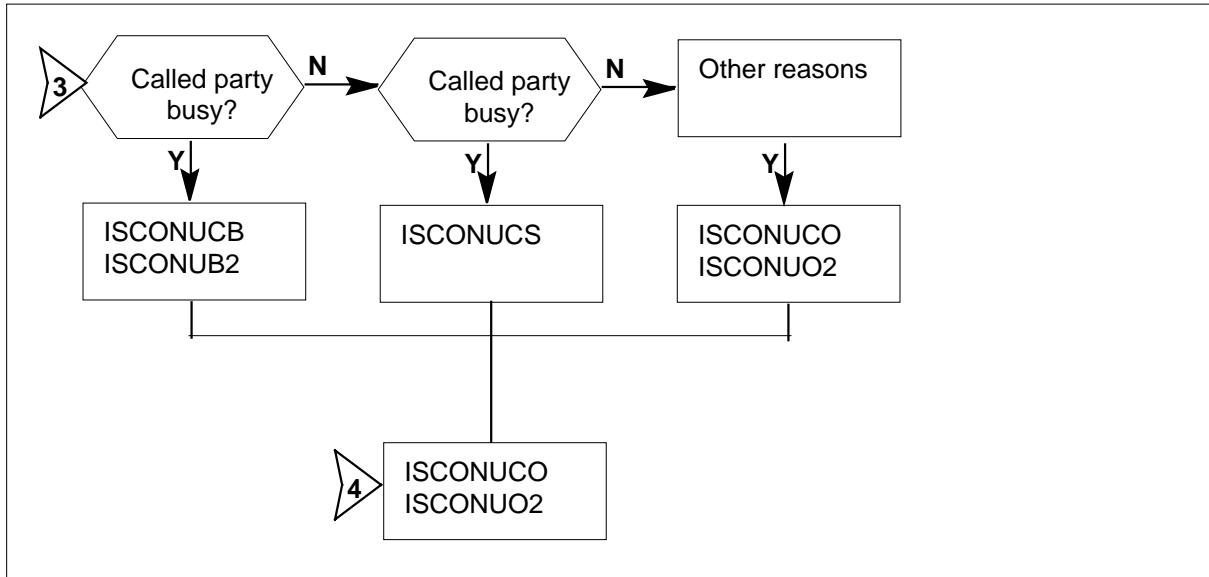 3
Called party
busy?
N
Called party
busy?
N
Other reasons
Y
Y
Y
ISCONUCB
ISCONUB2
ISCONUCS
ISCONUCO
ISCONUO2
4
ISCONUCO
ISCONUO2